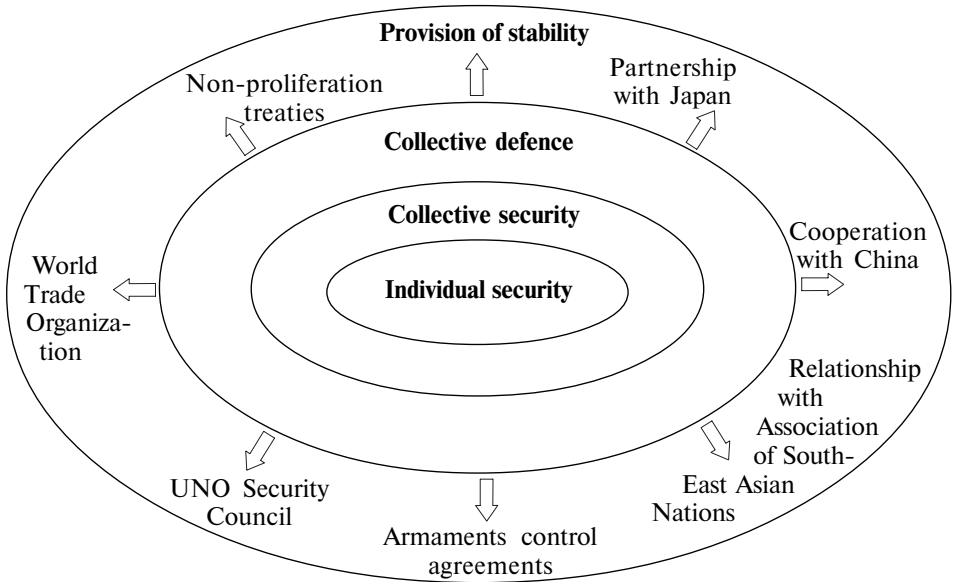 Provision of stability
Non-proliferation
treaties
Partnership
with Japan
Collective defence
Collective security
Individual security
Cooperation
with China
World
Trade
Organiza-
tion
Relationship
with
Association
of South-
East Asian
Nations
UNO Security
Council
Armaments control
agreements